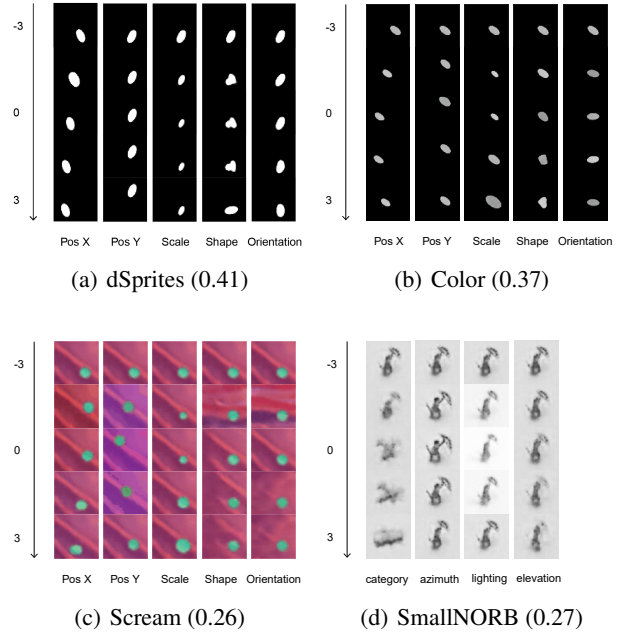 -3
0
3
Pos X Pos Y Scale Shape Orientation
(a) dSprites (0.41)
-3
0
3
Pos X Pos Y Scale Shape Orientation
(b) Color (0.37)
-3
0
3
Pos X Pos Y Scale Shape Orientation
(c) Scream (0.26)
-3
0
3
category azimuth lighting elevation
(d) SmallNORB (0.27)